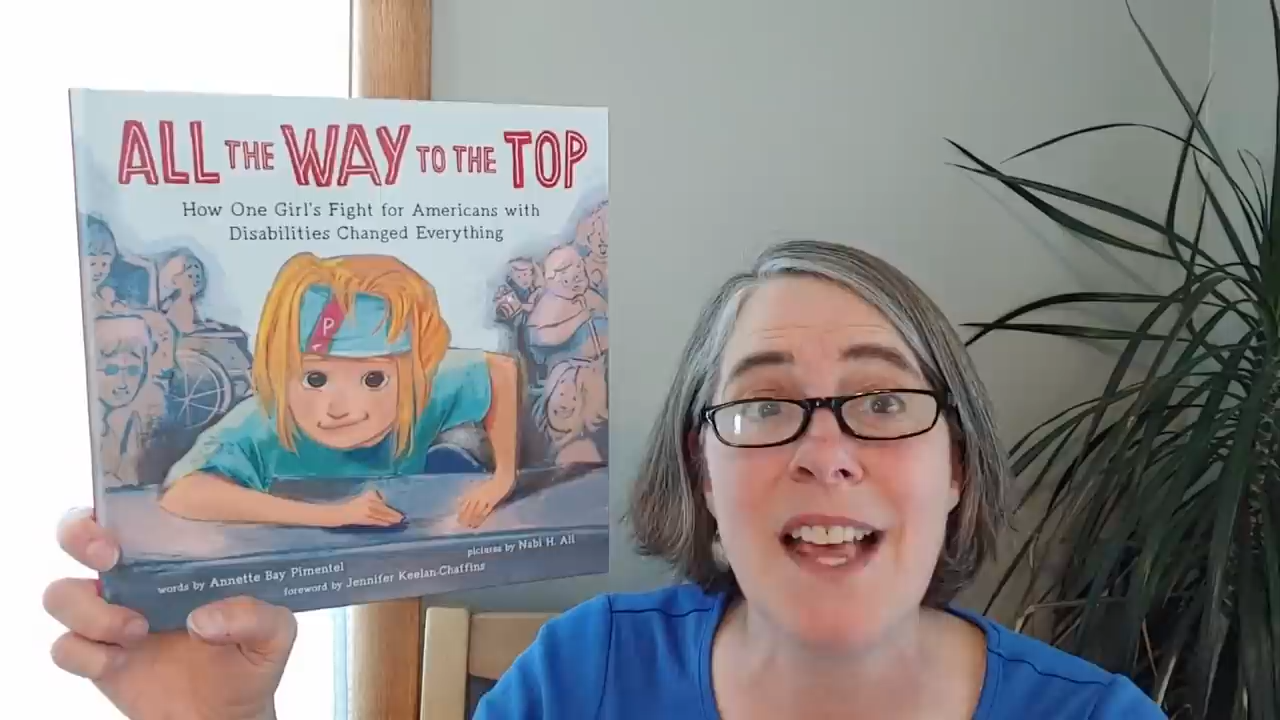 ALL THE WAY TO THE TOP
How One Girl's Fight for Americans with
Disabilities Changed Everything
P
words by Annette Bay Pimentel
pictures by Nabi H. Ali
foreword by Jennifer Keelan-Chaffins